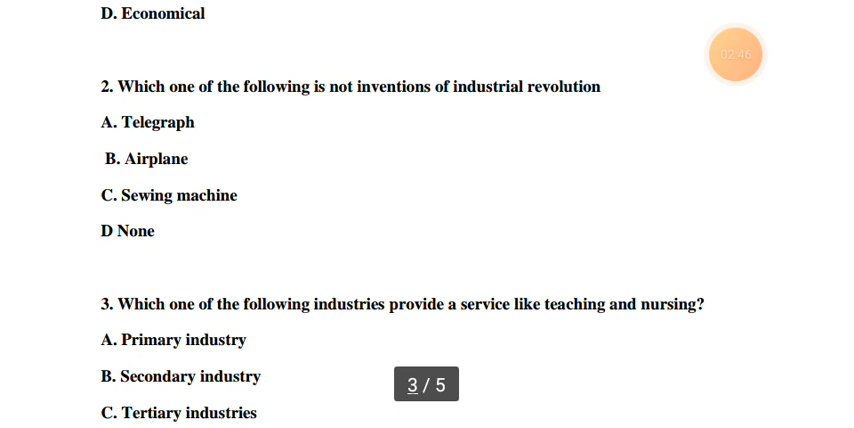 D. Economical
02:46
2. Which one of the following is not inventions of industrial revolution
A. Telegraph
B. Airplane
C. Sewing machine
D None
3. Which one of the following industries provide a service like teaching and nursing?
A. Primary industry
B. Secondary industry
3 / 5
C. Tertiary industries